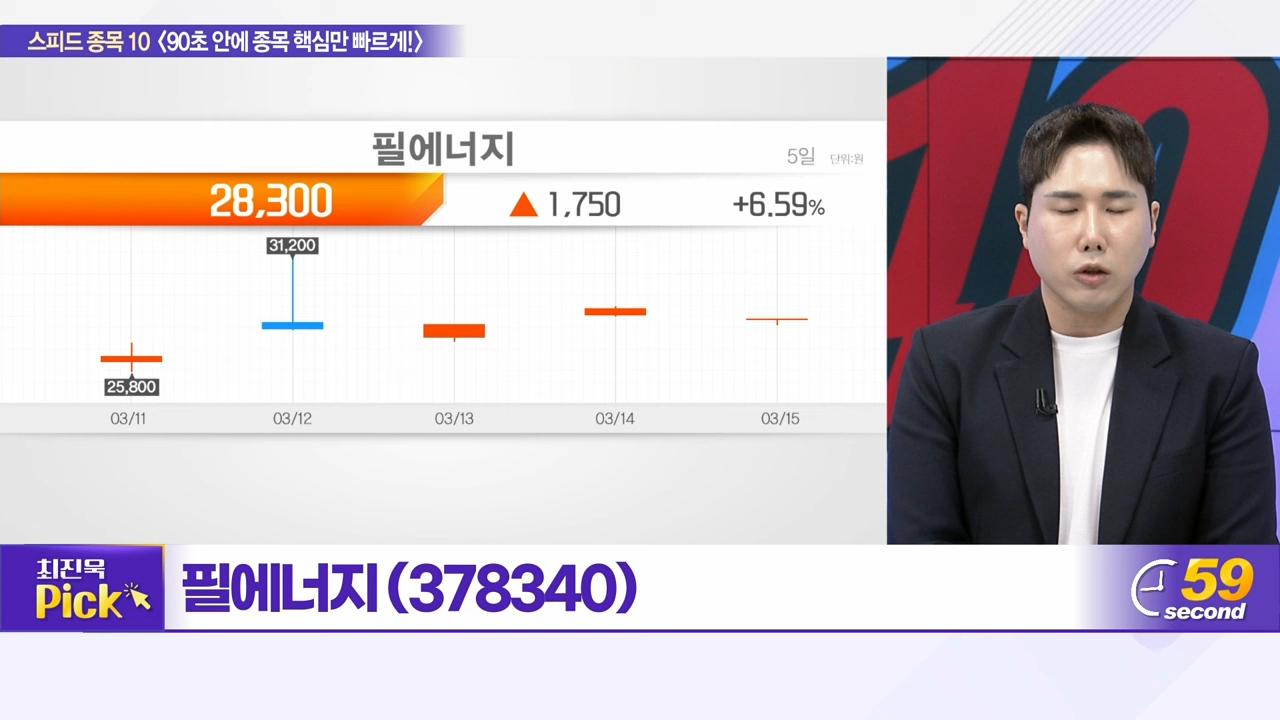 스피드 종목 10 〈90초 안에 종목 핵심만 빠르게!〉
필에너지
5일 단위:원
28,300 ▲ 1,750 +6.59%
31,200
25,800
03/11 03/12 03/13 03/14 03/15
최진욱
Pick
필에너지(378340)
59
second
10